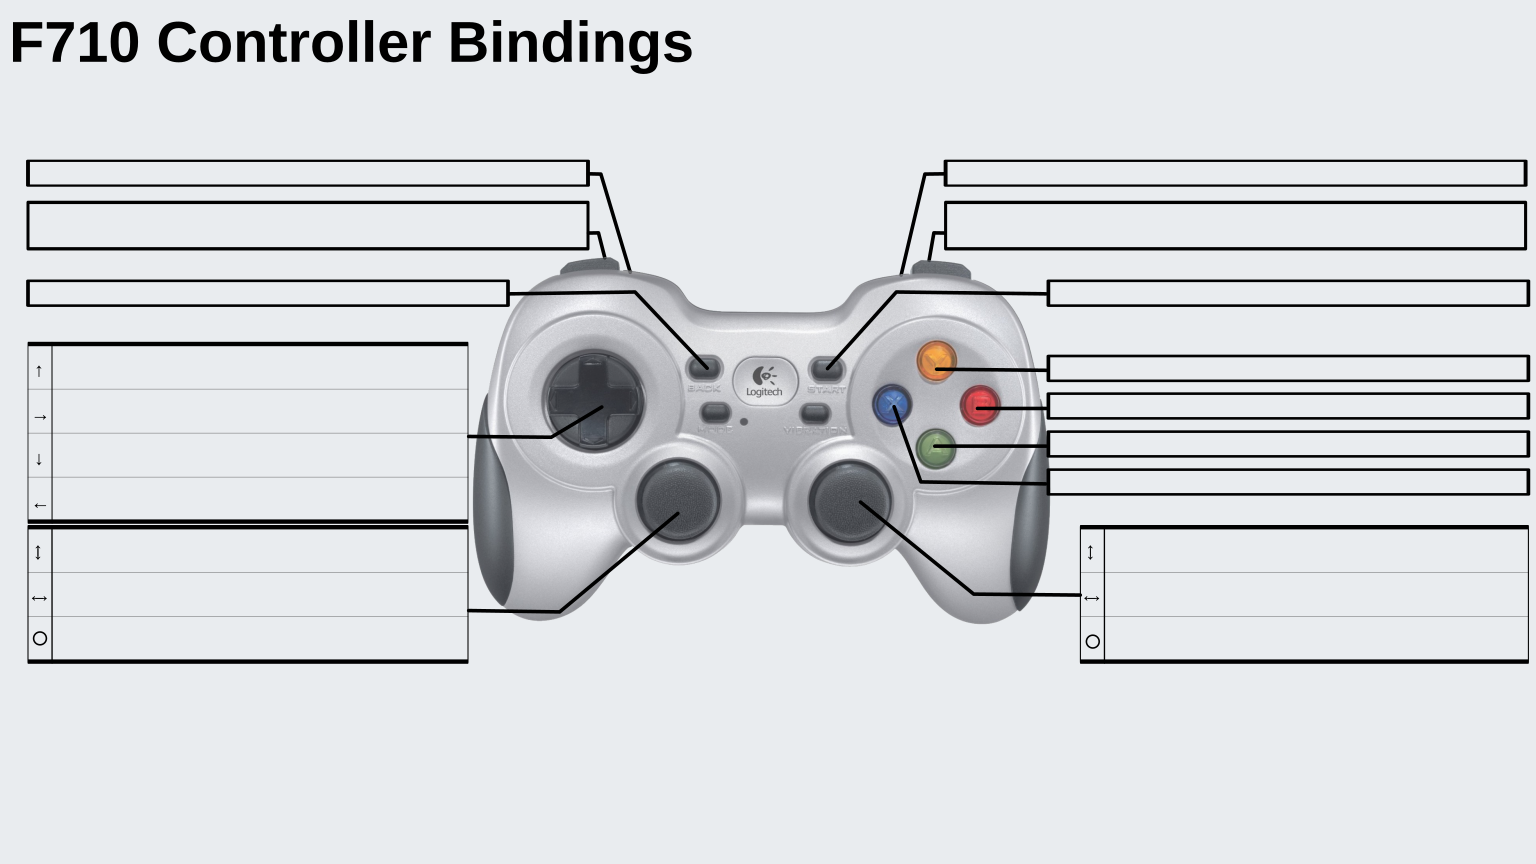 F710 Controller Bindings
↑
→
↓
←
↕
↔
↕
↔
BACK
Logitech
START
Y
X
B
A
MODE
VIBRATION